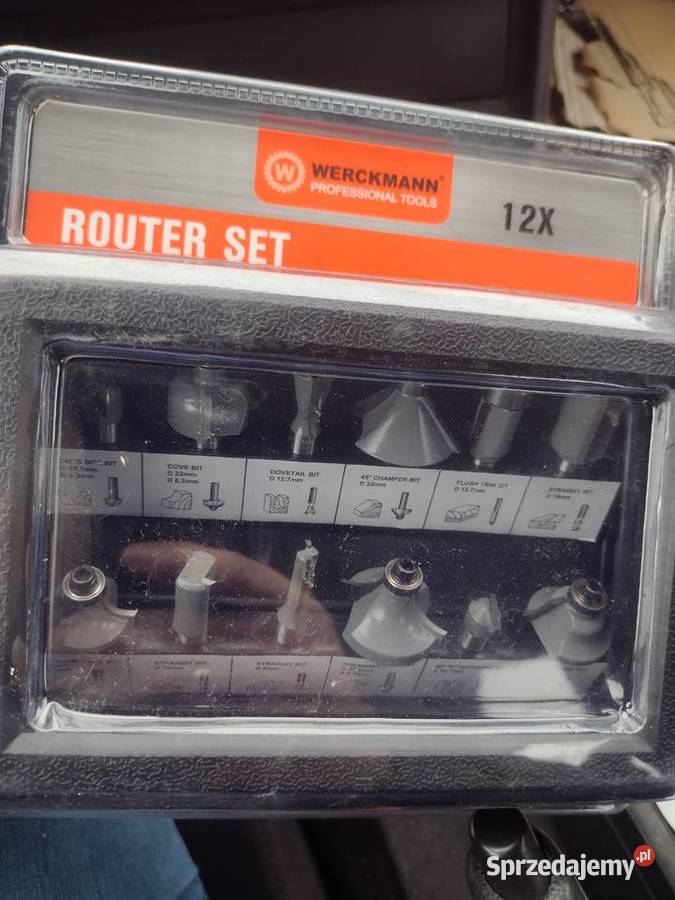 W WERCKMANN®
PROFESSIONAL TOOLS
12X
ROUTER SET
COVE BIT
D 22mm
R 6.3mm
DOVETAIL BIT
D 12.7mm
45° CHAMFER BIT
D 32mm
FLUSH TRIM BIT
D 12.7mm
STRAIGHT BIT
STRAIGHT BIT
STRAIGHT BIT
Sprzedajemy.pl